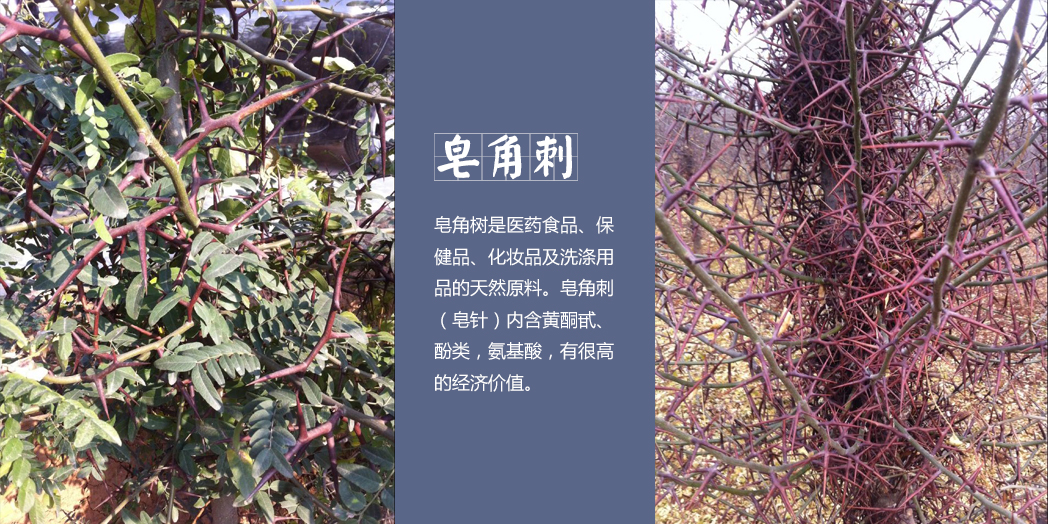 皂角刺
皂角树是医药食品、保
健品、化妆品及洗涤用
品的天然原料。皂角刺
（皂针）内含黄酮甙、
酚类，氨基酸，有很高
的经济价值。